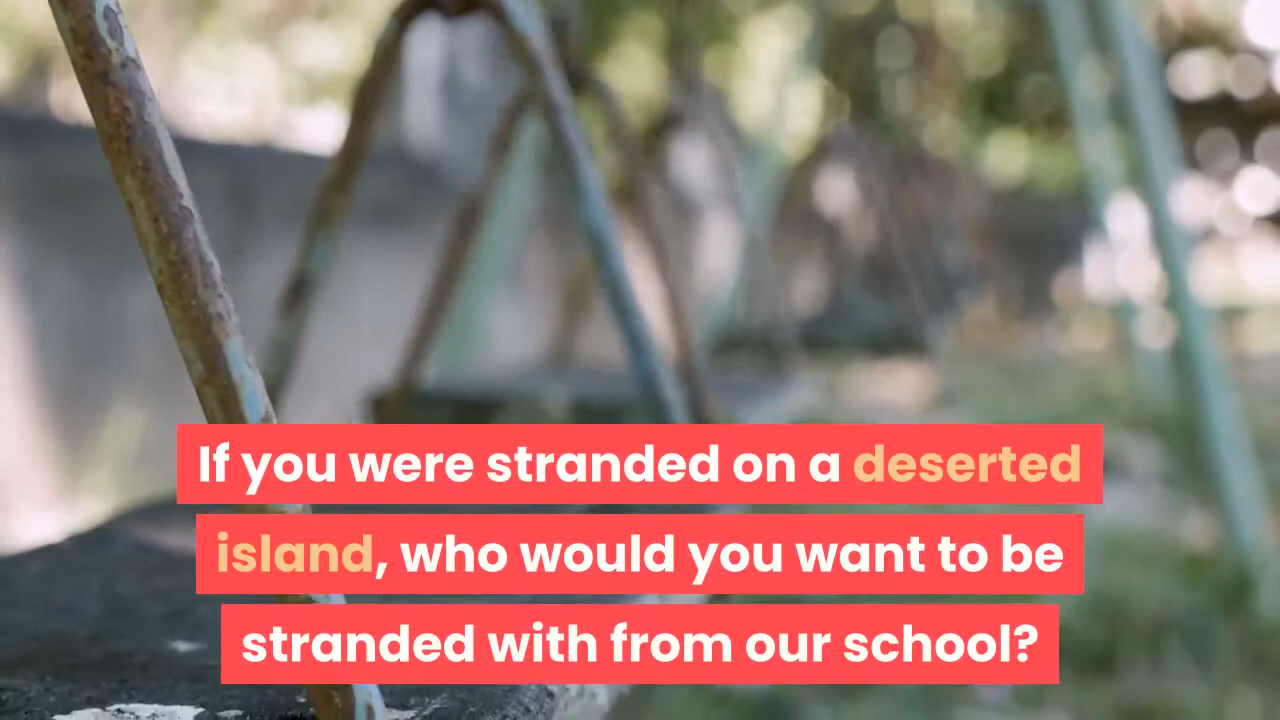 If you were stranded on a deserted
island, who would you want to be
stranded with from our school?